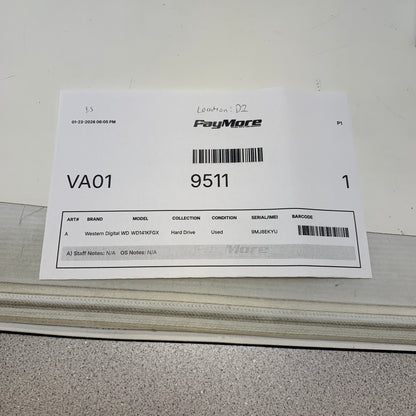 Location: D2
01-23-2026 06:05 PM
PayMore
P1
VA01
9511
1
ART# BRAND MODEL COLLECTION CONDITION SERIAL/IMEI BARCODE
A Western Digital WD WD141KFGX Hard Drive Used 9MJ8EKYU
A) Staff Notes: N/A OS Notes: N/A